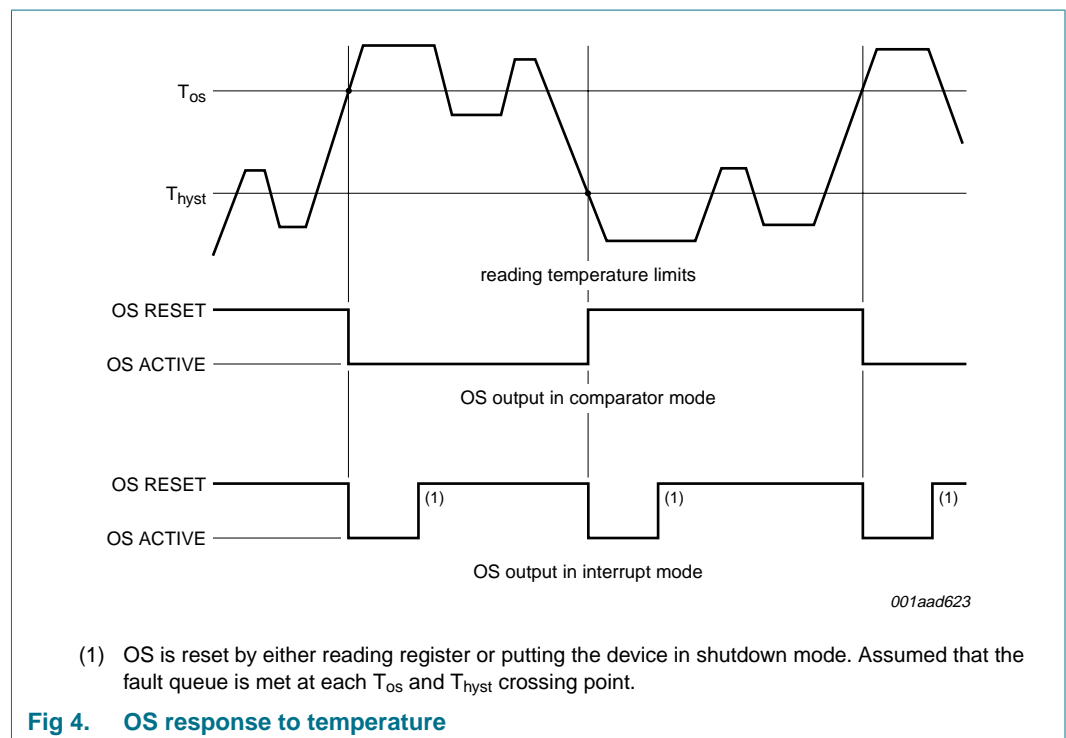 Tos
Thyst
reading temperature limits
OS RESET
OS ACTIVE
OS output in comparator mode
OS RESET
(1)
(1)
(1)
OS ACTIVE
OS output in interrupt mode
001aad623
(1) OS is reset by either reading register or putting the device in shutdown mode. Assumed that the
fault queue is met at each Tos and Thyst crossing point.
Fig 4. OS response to temperature